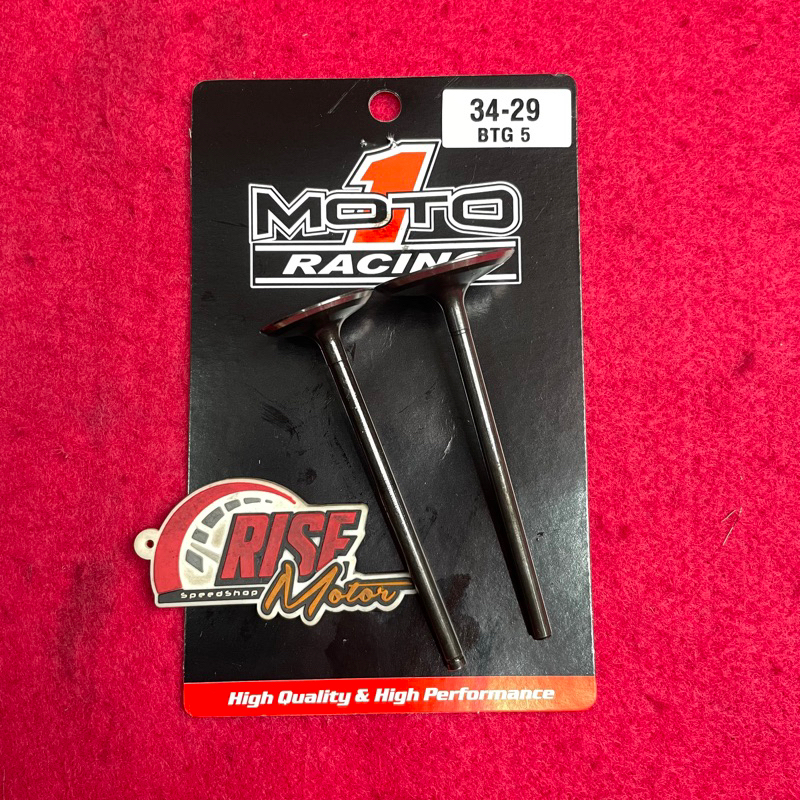 34-29
BTG 5
MOTO 1
RACING
RISE
SpeedShop
Motor
High Quality & High Performance